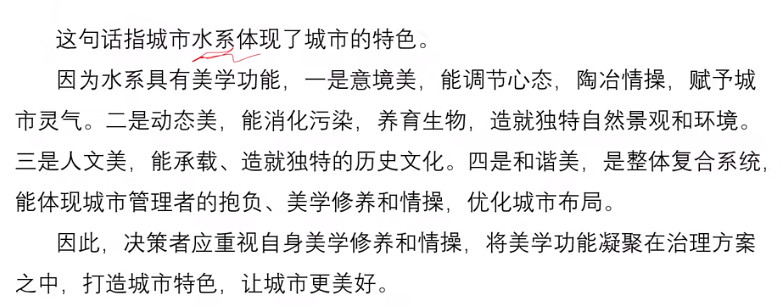 这句话指城市水系体现了城市的特色。
因为水系具有美学功能，一是意境美，能调节心态，陶冶情操，赋予城
市灵气。二是动态美，能消化污染，养育生物，造就独特自然景观和环境。
三是人文美，能承载、造就独特的历史文化。四是和谐美，是整体复合系统，
能体现城市管理者的抱负、美学修养和情操，优化城市布局。
因此，决策者应重视自身美学修养和情操，将美学功能凝聚在治理方案
之中，打造城市特色，让城市更美好。